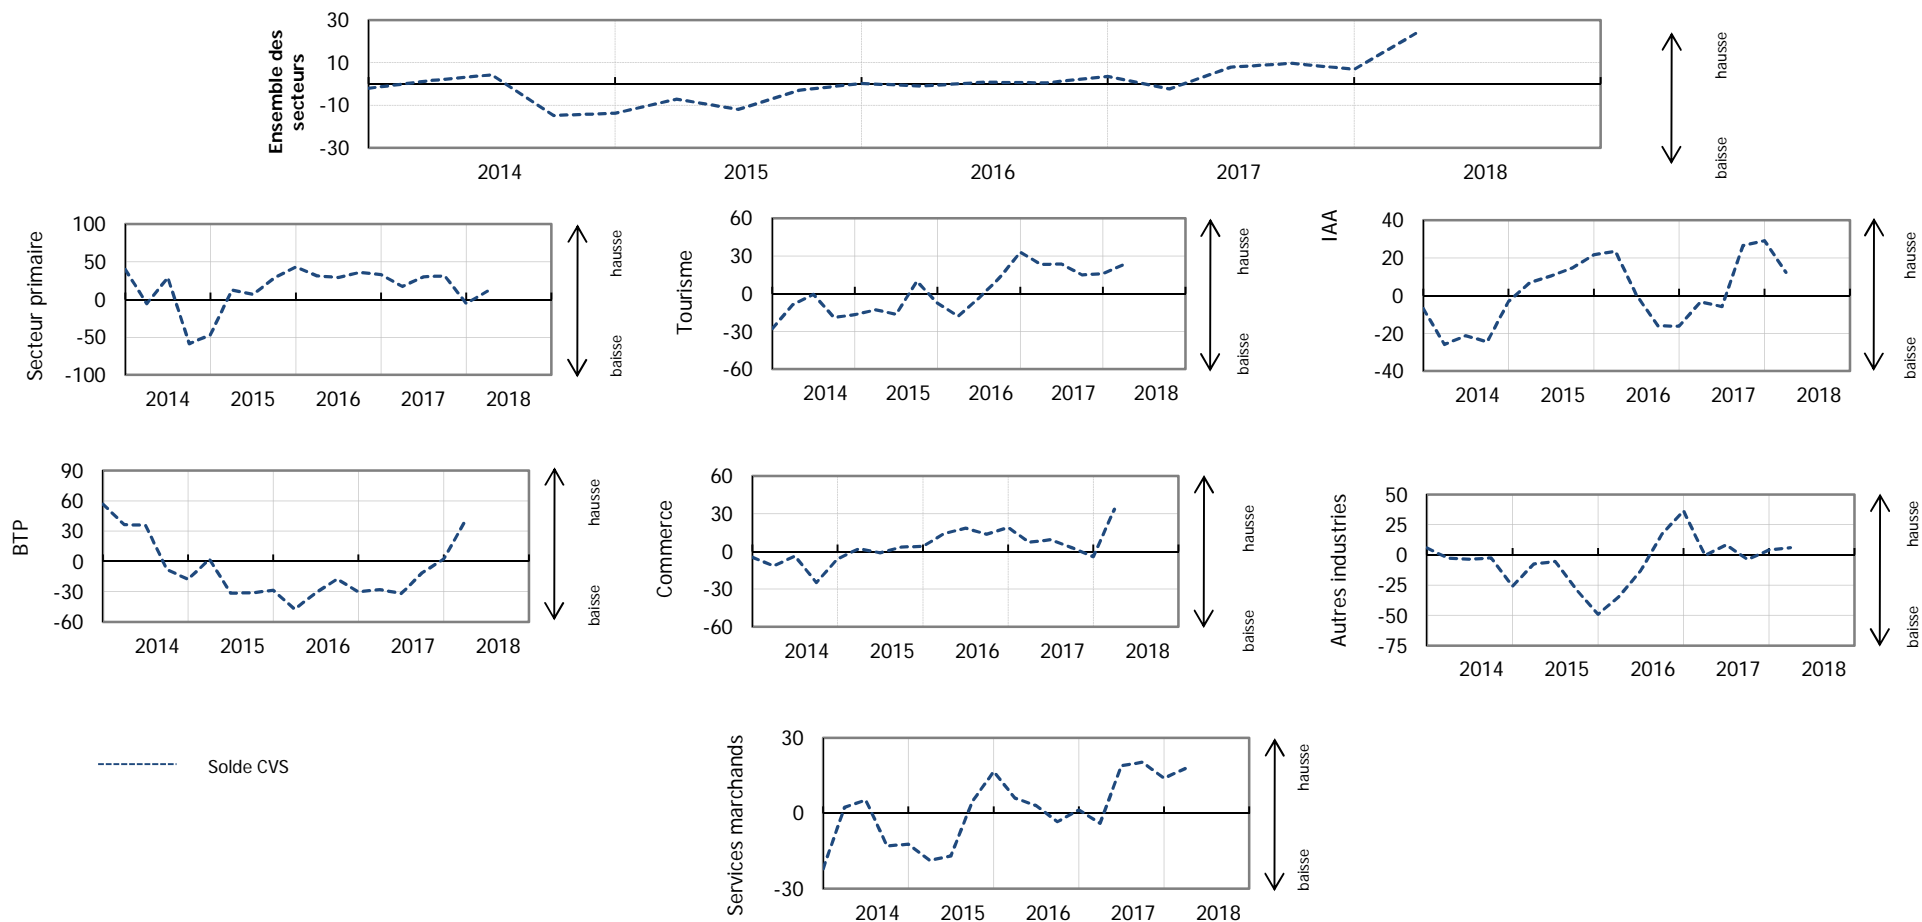 Ensemble des
secteurs
30
10
-10
-30
2014 2015 2016 2017 2018
hausse
baisse
Secteur primaire
100
50
0
-50
-100
2014 2015 2016 2017 2018
hausse
baisse
Tourisme
60
30
0
-30
-60
2014 2015 2016 2017 2018
hausse
baisse
IAA
40
20
0
-20
-40
2014 2015 2016 2017 2018
hausse
baisse
BTP
90
60
30
0
-30
-60
2014 2015 2016 2017 2018
hausse
baisse
Commerce
60
30
0
-30
-60
2014 2015 2016 2017 2018
hausse
baisse
Autres industries
50
25
0
-25
-50
-75
2014 2015 2016 2017 2018
hausse
baisse
Solde CVS
Services marchands
30
0
-30
2014 2015 2016 2017 2018
hausse
baisse